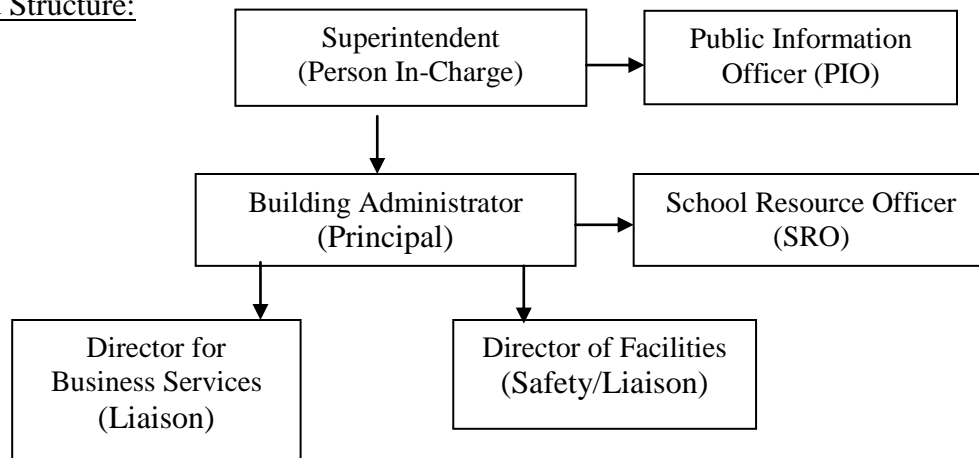 Structure:
Superintendent
(Person In-Charge)
Public Information
Officer (PIO)
Building Administrator
(Principal)
School Resource Officer
(SRO)
Director for
Business Services
(Liaison)
Director of Facilities
(Safety/Liaison)